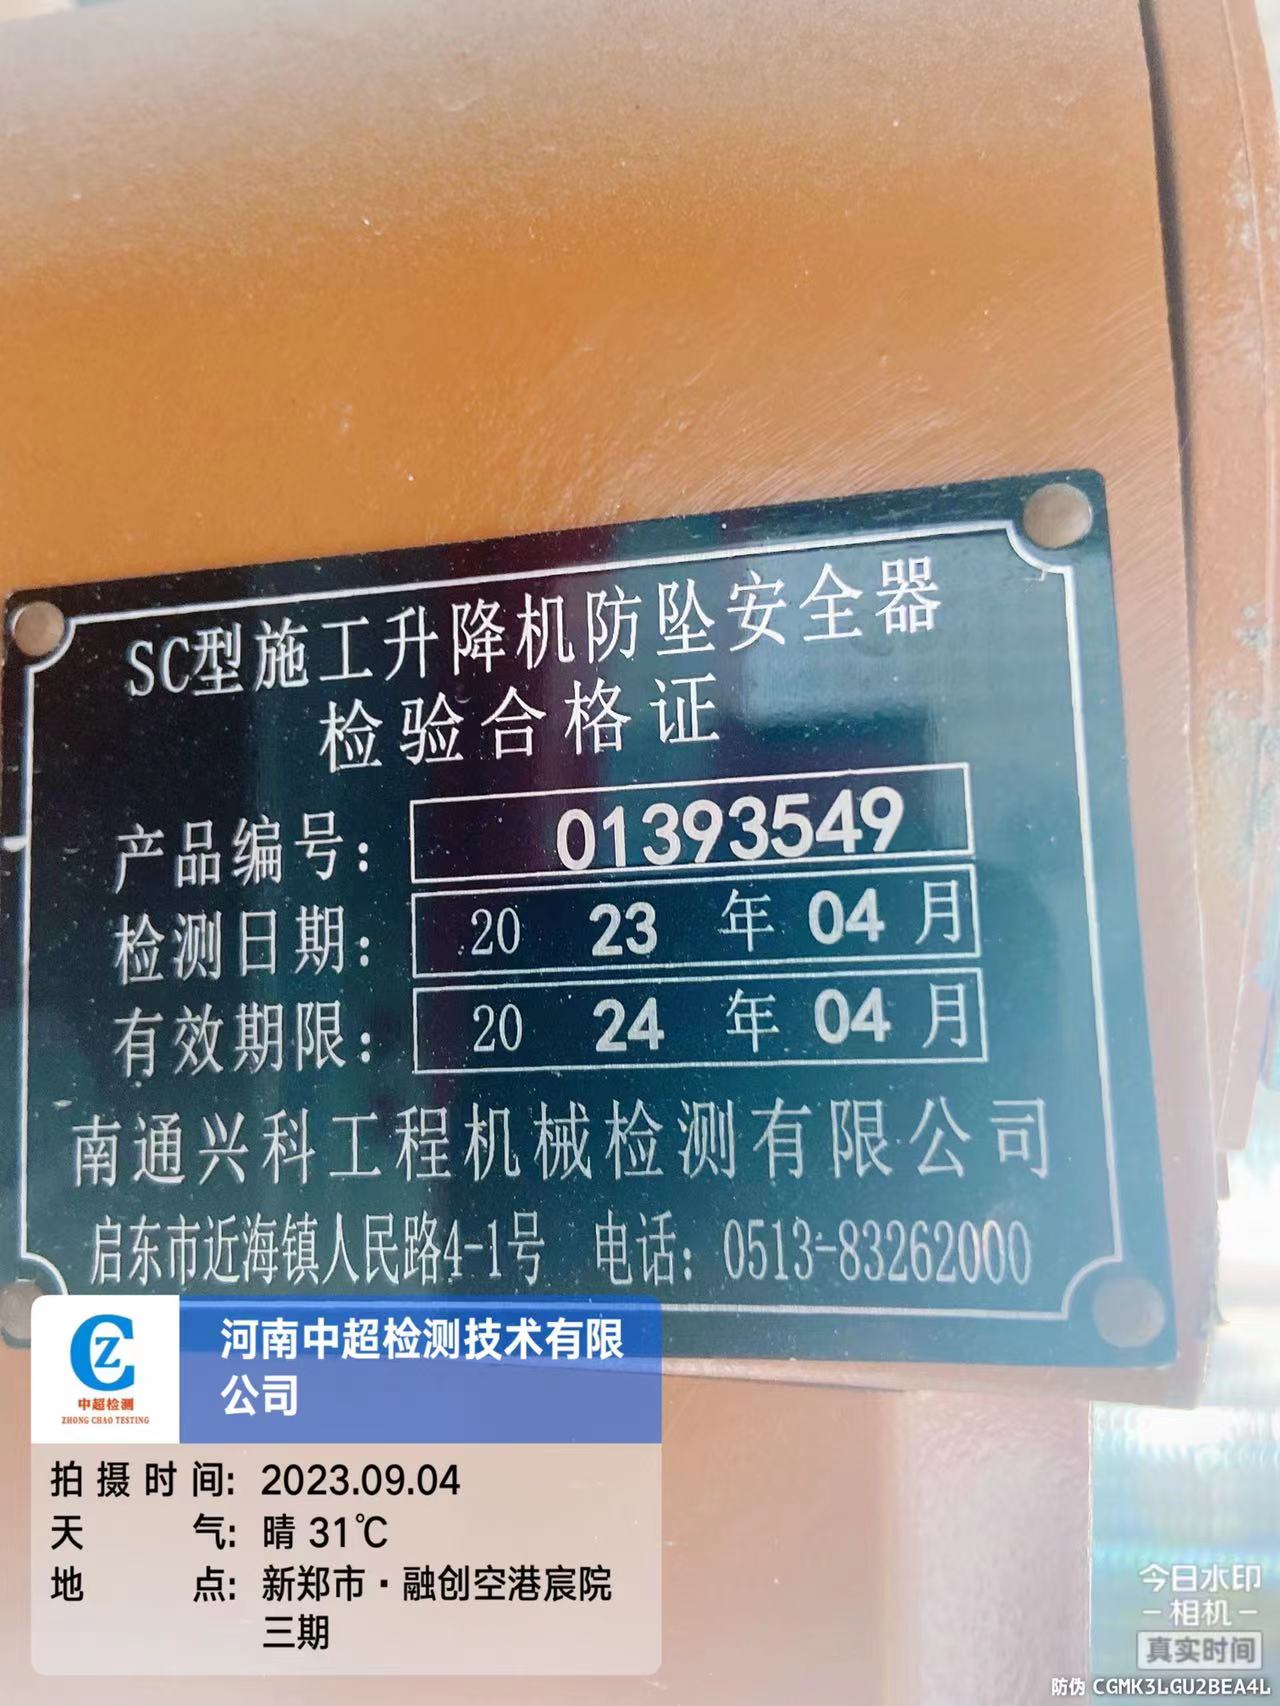 SC型施工升降机防坠安全器
检验合格证
产品编号： 01393549
检测日期： 20 23 年 04 月
有效期限： 20 24 年 04 月
南通兴科工程机械检测有限公司
启东市近海镇人民路4-1号 电话：0513-83262000
CZ
中超检测
ZHONG CHAO TESTING
河南中超检测技术有限
公司
拍摄时间: 2023.09.04
天气: 晴 31℃
地点: 新郑市·融创空港宸院
三期
今日水印
-相机-
真实时间
防伪 CGMK3LGU2BEA4L